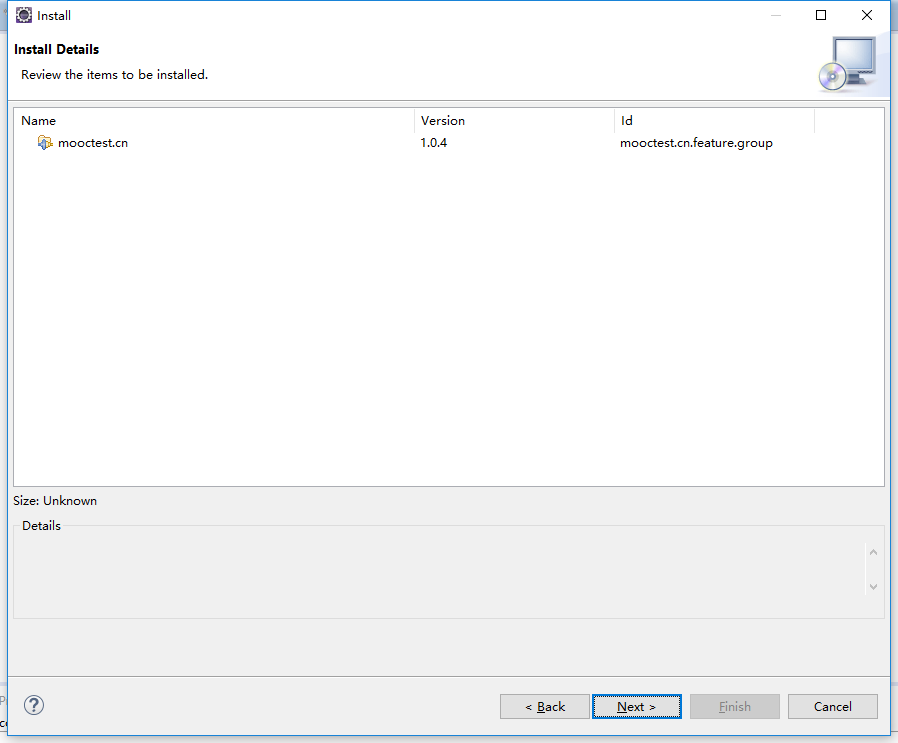 Install
Install Details
Review the items to be installed.
Name Version Id
mooctest.cn 1.0.4 mooctest.cn.feature.group
Size: Unknown
Details
< Back Next > Finish Cancel